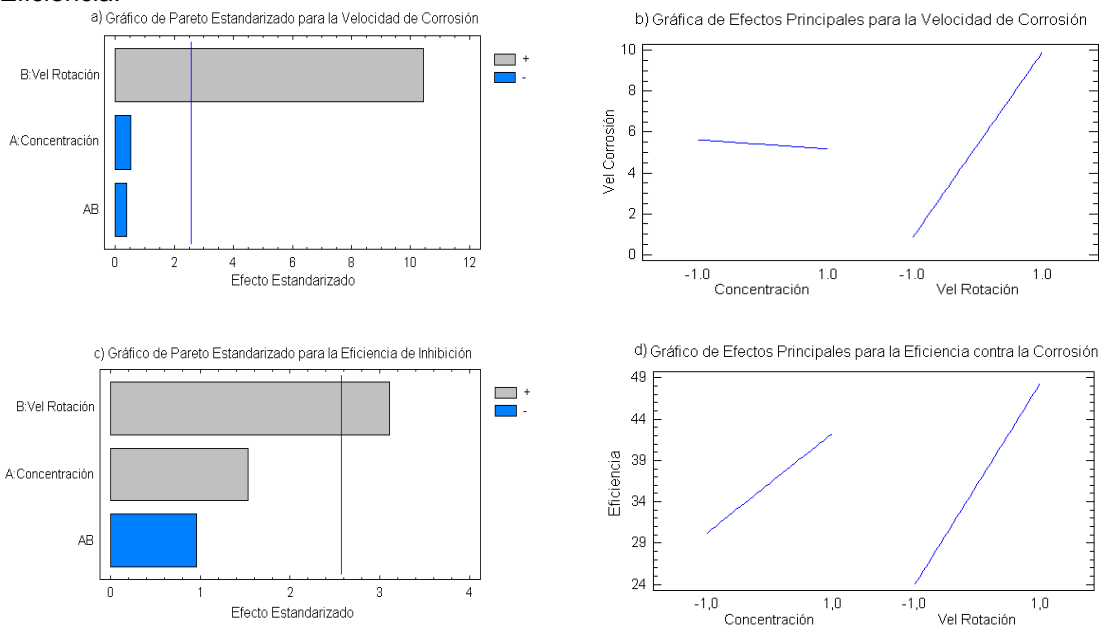 Eficiencia.
a) Gráfico de Pareto Estandarizado para la Velocidad de Corrosión
B:Vel Rotación
A:Concentración
AB
0 2 4 6 8 10 12
Efecto Estandarizado
+
-
b) Gráfica de Efectos Principales para la Velocidad de Corrosión
Vel Corrosión
10
8
6
4
2
0
-1.0 1.0 -1.0 1.0
Concentración Vel Rotación
c) Gráfico de Pareto Estandarizado para la Eficiencia de Inhibición
B:Vel Rotación
A:Concentración
AB
0 1 2 3 4
Efecto Estandarizado
+
-
d) Gráfico de Efectos Principales para la Eficiencia contra la Corrosión
Eficiencia
49
44
39
34
29
24
-1,0 1,0 -1,0 1,0
Concentración Vel Rotación